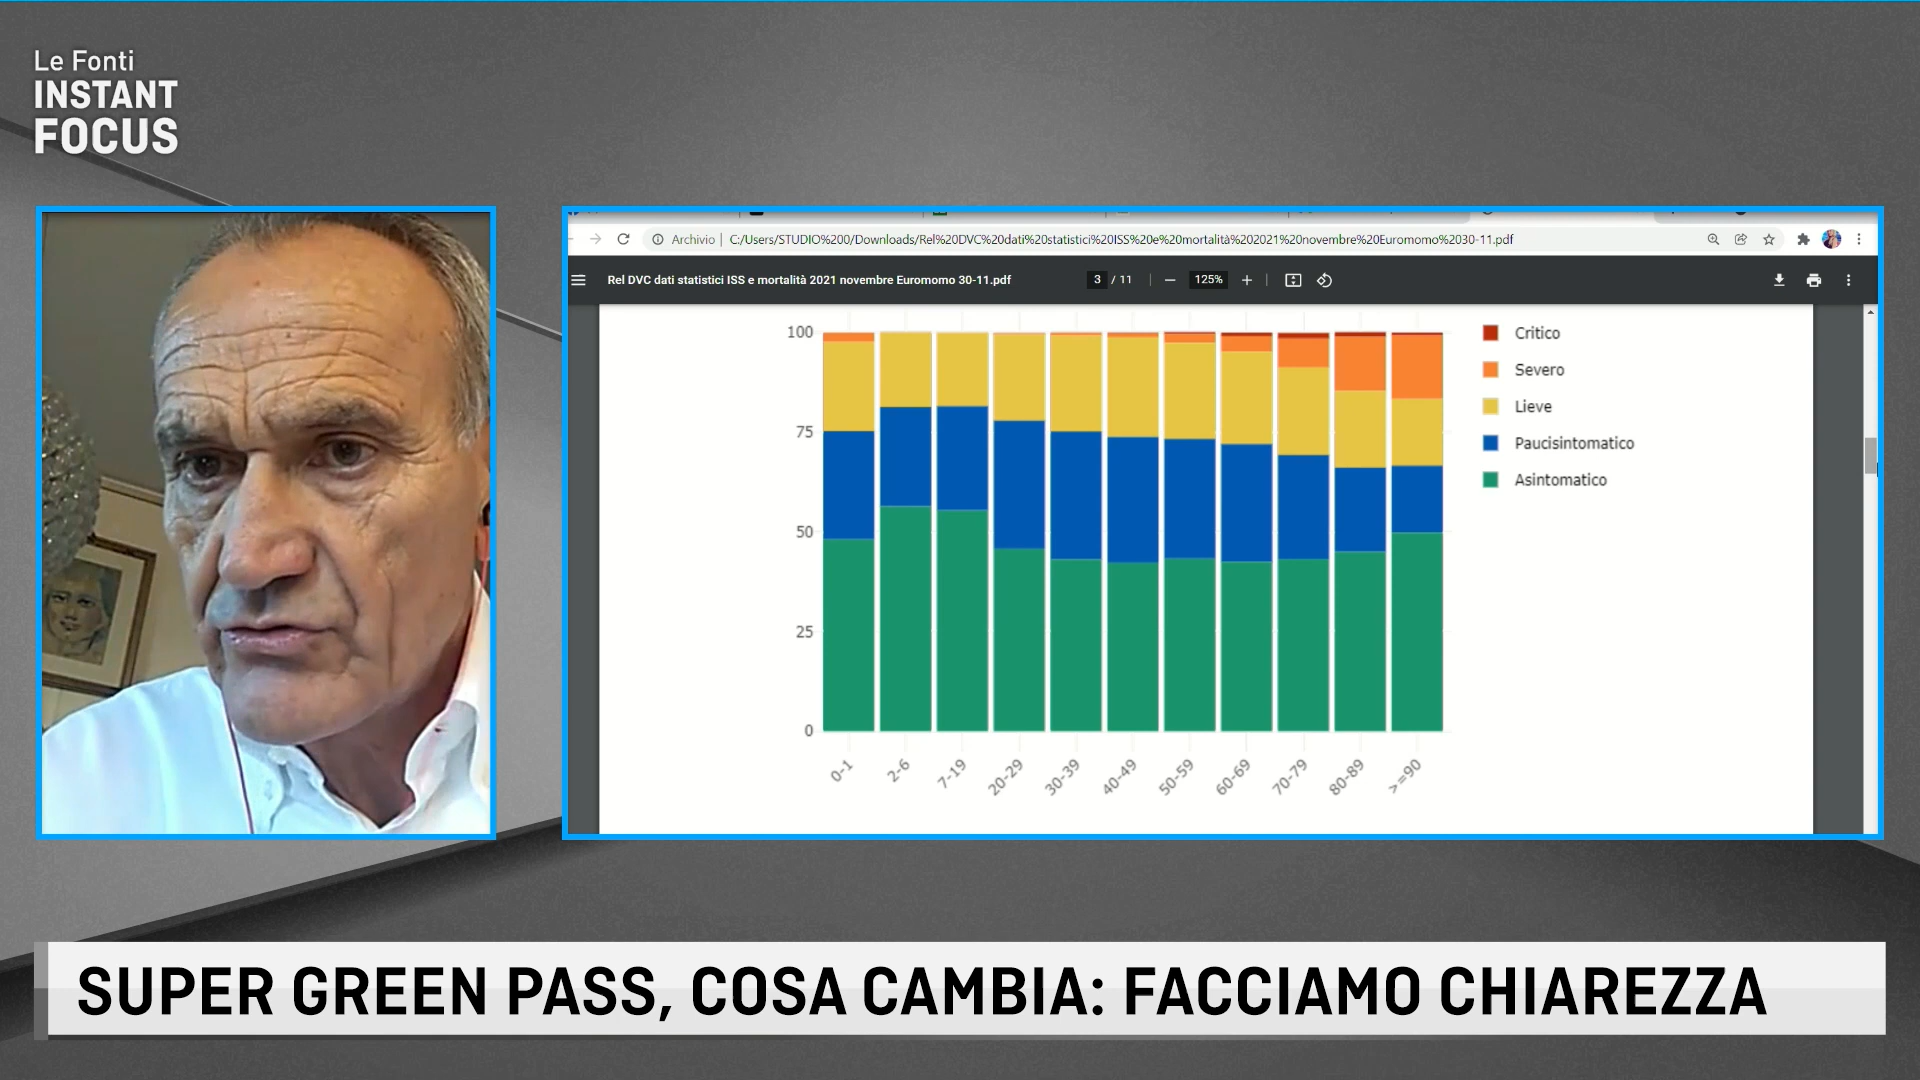 Le Fonti
INSTANT
FOCUS
Archivio | C:/Users/STUDIO%200/Downloads/Rel%20DVC%20dati%20statistici%20ISS%20e%20mortalità%202021%20novembre%20Euromomo%2030-11.pdf
Rel DVC dati statistici ISS e mortalità 2021 novembre Euromomo 30-11.pdf
3 / 11
125%
100
75
50
25
0
0-1
2-6
7-19
20-29
30-39
40-49
50-59
60-69
70-79
80-89
>=90
Critico
Severo
Lieve
Paucisintomatico
Asintomatico
SUPER GREEN PASS, COSA CAMBIA: FACCIAMO CHIAREZZA